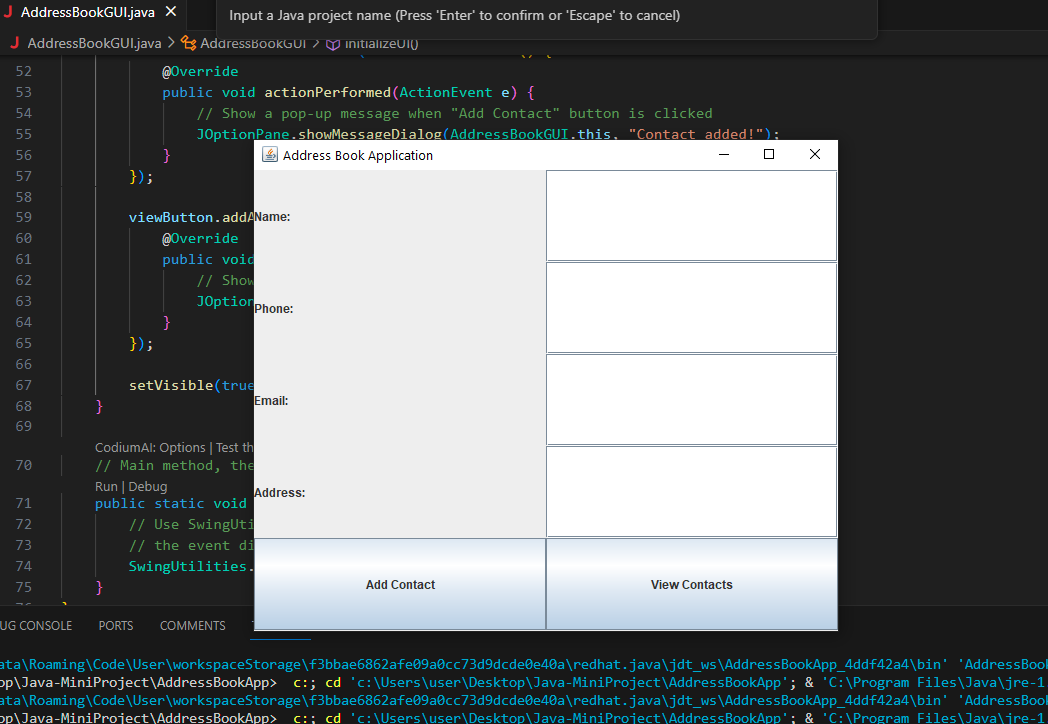 AddressBookGUI.java
Input a Java project name (Press 'Enter' to confirm or 'Escape' to cancel)
AddressBookGUI.java > AddressBookGUI > initializeUI()
52 @Override
53 public void actionPerformed(ActionEvent e) {
54 // Show a pop-up message when "Add Contact" button is clicked
55 JOptionPane.showMessageDialog(AddressBookGUI.this, "Contact added!");
56 }
57 });
58
59 viewButton.addA
60 @Override
61 public void
62 // Show
63 JOption
64 }
65 });
66
67 setVisible(true
68 }
69
CodiumAI: Options | Test th
70 // Main method, the
Run | Debug
71 public static void
72 // Use SwingUti
73 // the event di
74 SwingUtilities.
75 }
Address Book Application
Name:
Phone:
Email:
Address:
Add Contact
View Contacts
UG CONSOLE PORTS COMMENTS
ata\Roaming\Code\User\workspaceStorage\f3bbae6862afe09a0cc73d9dcde0e40a\redhat.java\jdt_ws\AddressBookApp_4ddf42a4\bin' 'AddressBoo
op\Java-MiniProject\AddressBookApp> c:; cd 'c:\Users\user\Desktop\Java-MiniProject\AddressBookApp'; & 'C:\Program Files\Java\jre-1
ata\Roaming\Code\User\workspaceStorage\f3bbae6862afe09a0cc73d9dcde0e40a\redhat.java\jdt_ws\AddressBookApp_4ddf42a4\bin' 'AddressBoo
op\Java-MiniProject\AddressBookApp> c:; cd 'c:\Users\user\Desktop\Java-MiniProject\AddressBookApp'; & 'C:\Program Files\Java\jre-1